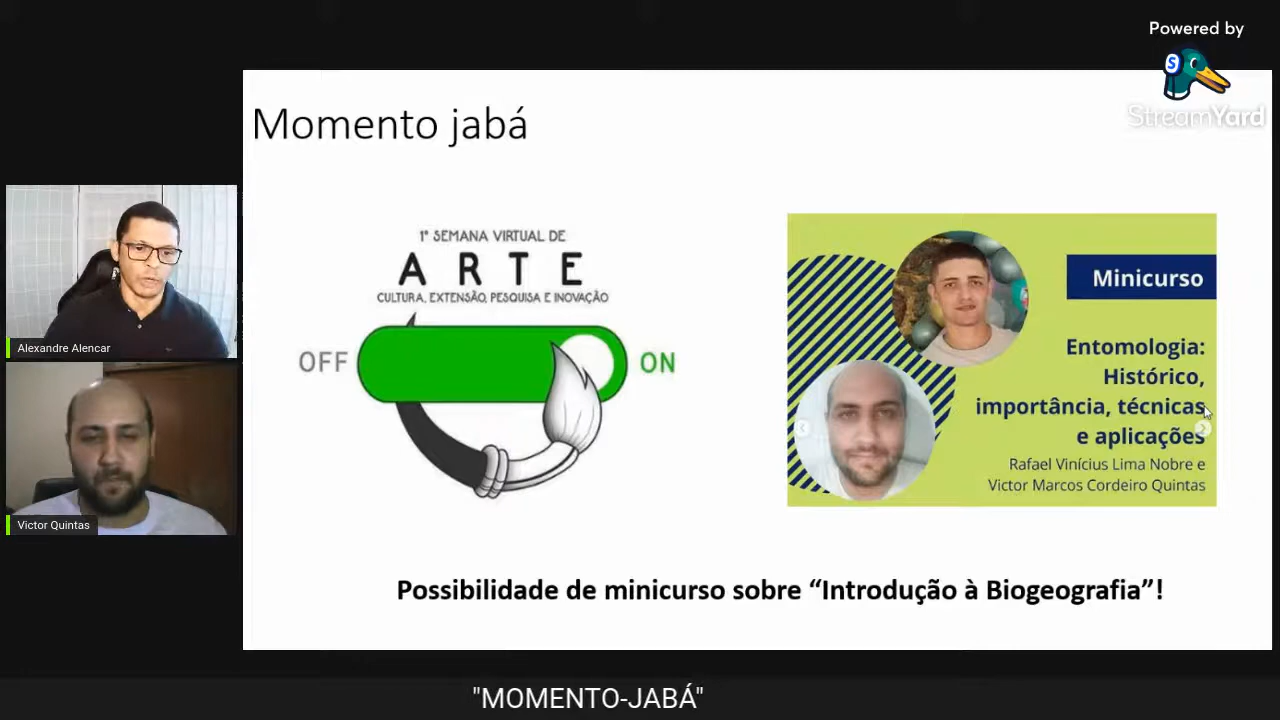 Powered by
S
StreamYard
Momento jabá
Alexandre Alencar
Victor Quintas
1ª SEMANA VIRTUAL DE
ARTE
CULTURA, EXTENSÃO, PESQUISA E INOVAÇÃO
OFF
ON
Minicurso
Entomologia:
Histórico,
importância, técnicas
e aplicações
Rafael Vinícius Lima Nobre e
Victor Marcos Cordeiro Quintas
Possibilidade de minicurso sobre “Introdução à Biogeografia”!
"MOMENTO-JABÁ"